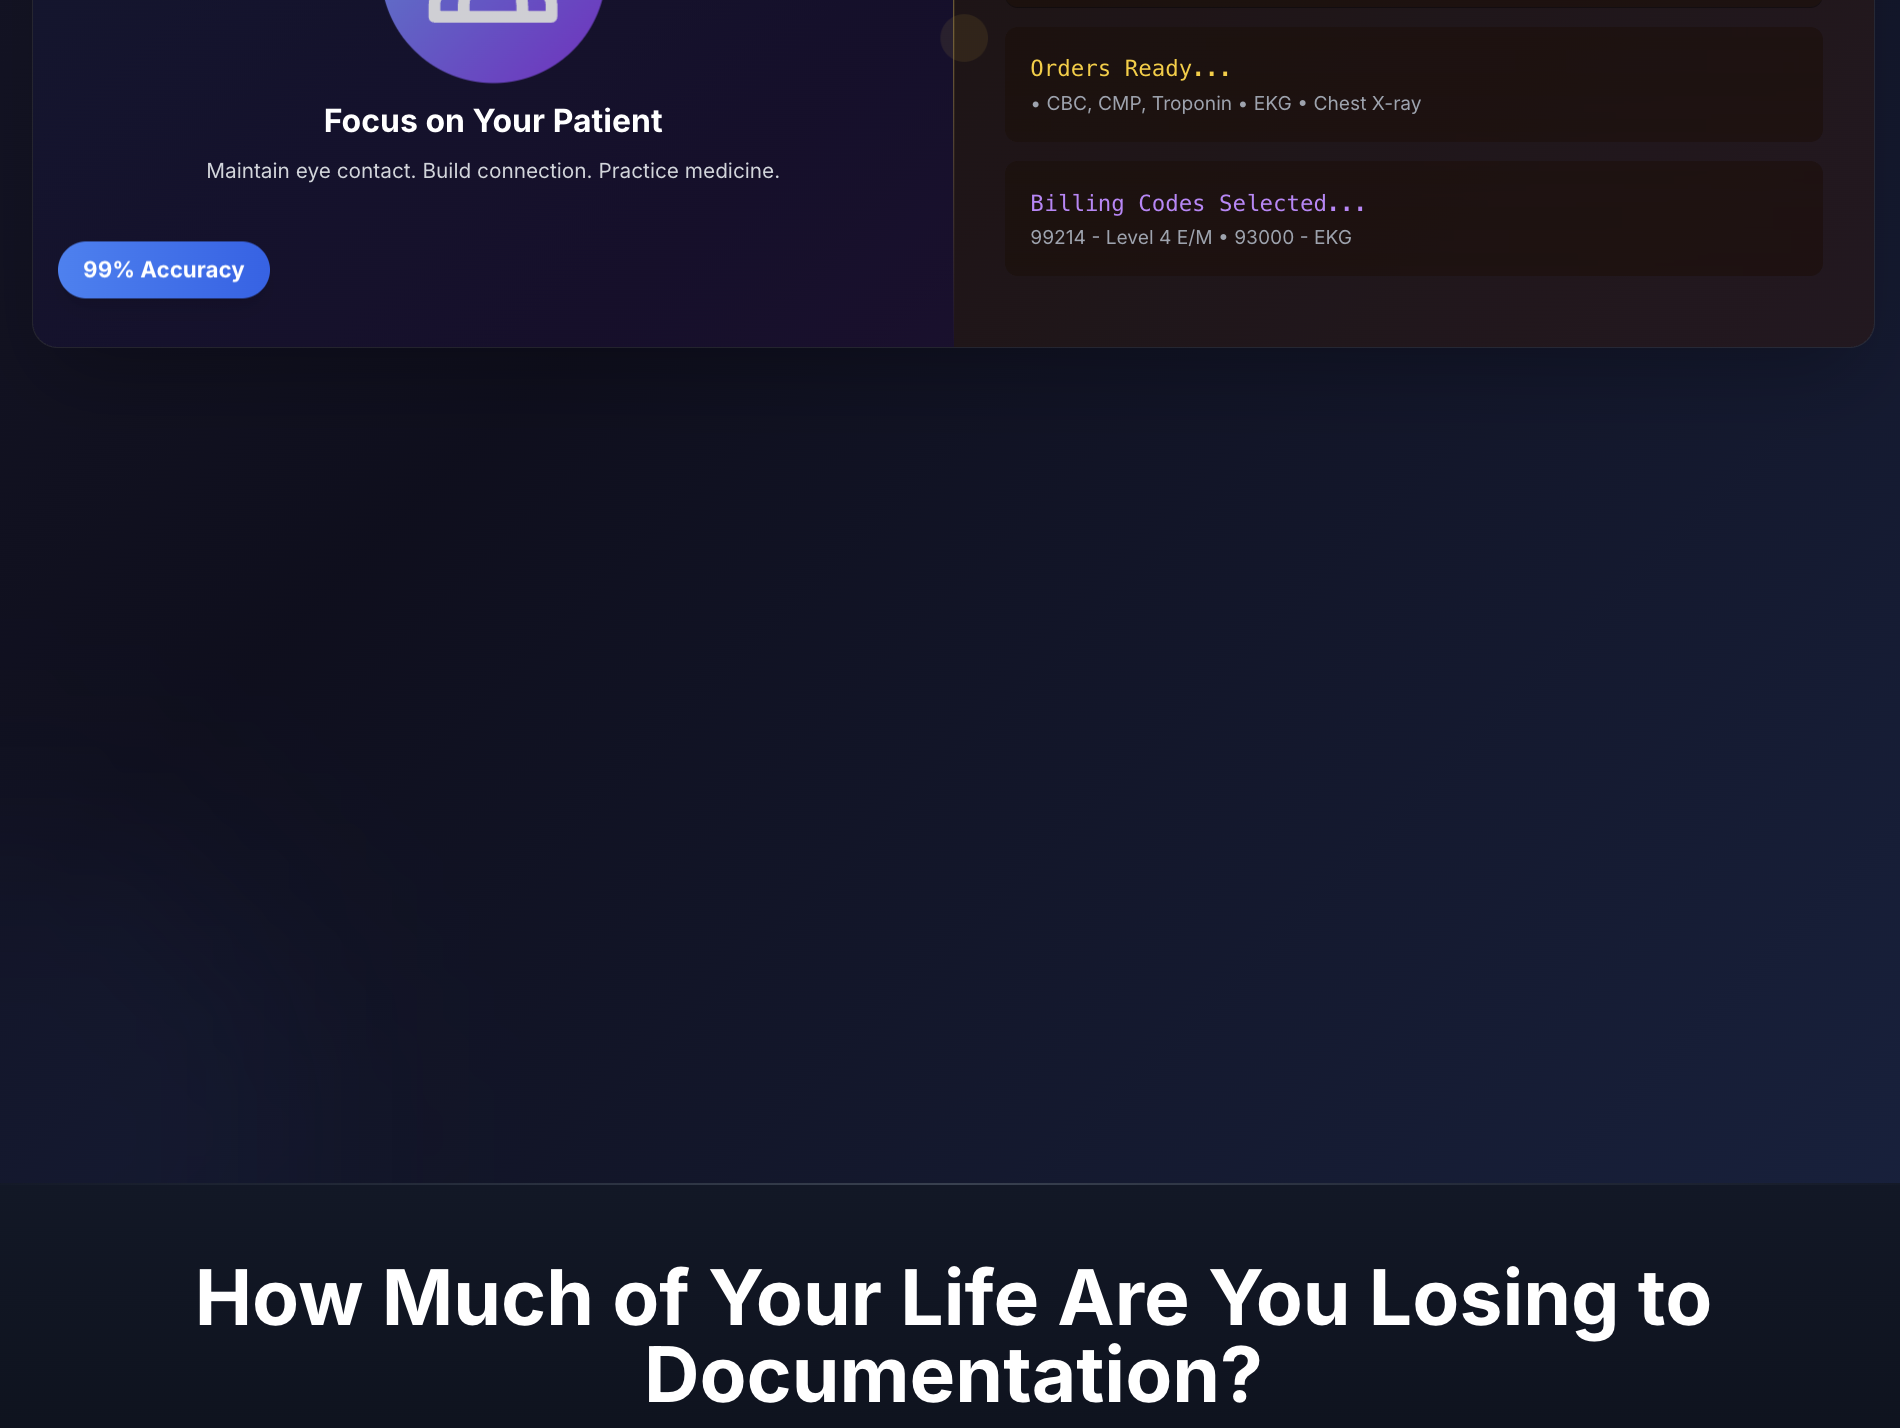 Focus on Your Patient
Maintain eye contact. Build connection. Practice medicine.
99% Accuracy
Orders Ready...
• CBC, CMP, Troponin • EKG • Chest X-ray
Billing Codes Selected...
99214 - Level 4 E/M • 93000 - EKG
How Much of Your Life Are You Losing to
Documentation?